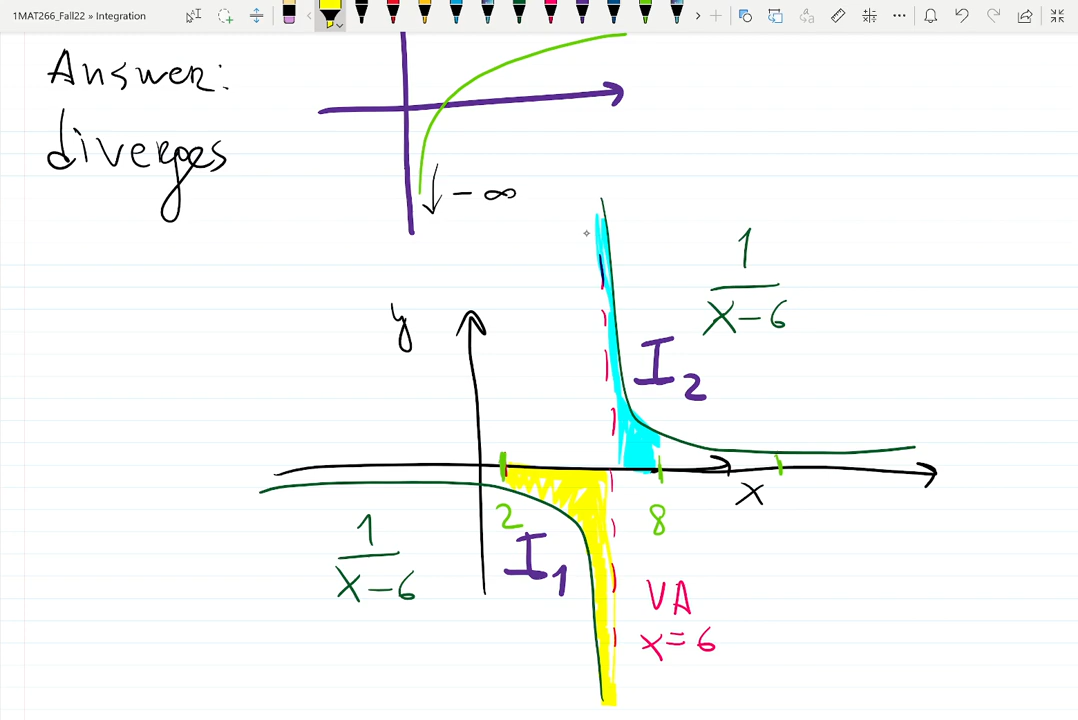 1MAT266_Fall22 » Integration
Answer:
diverges
- ∞
1
x-6
y
I2
x
2
8
I1
1
x-6
VA
x=6